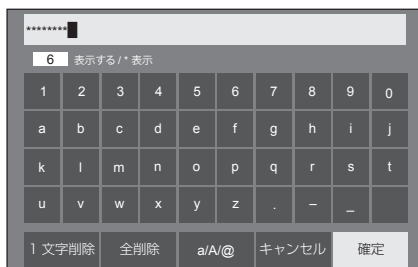 ********
6 表示する / * 表示
1 2 3 4 5 6 7 8 9 0
a b c d e f g h i j
k l m n o p q r s t
u v w x y z . – _
1 文字削除 全削除 a/A/@ キャンセル 確定